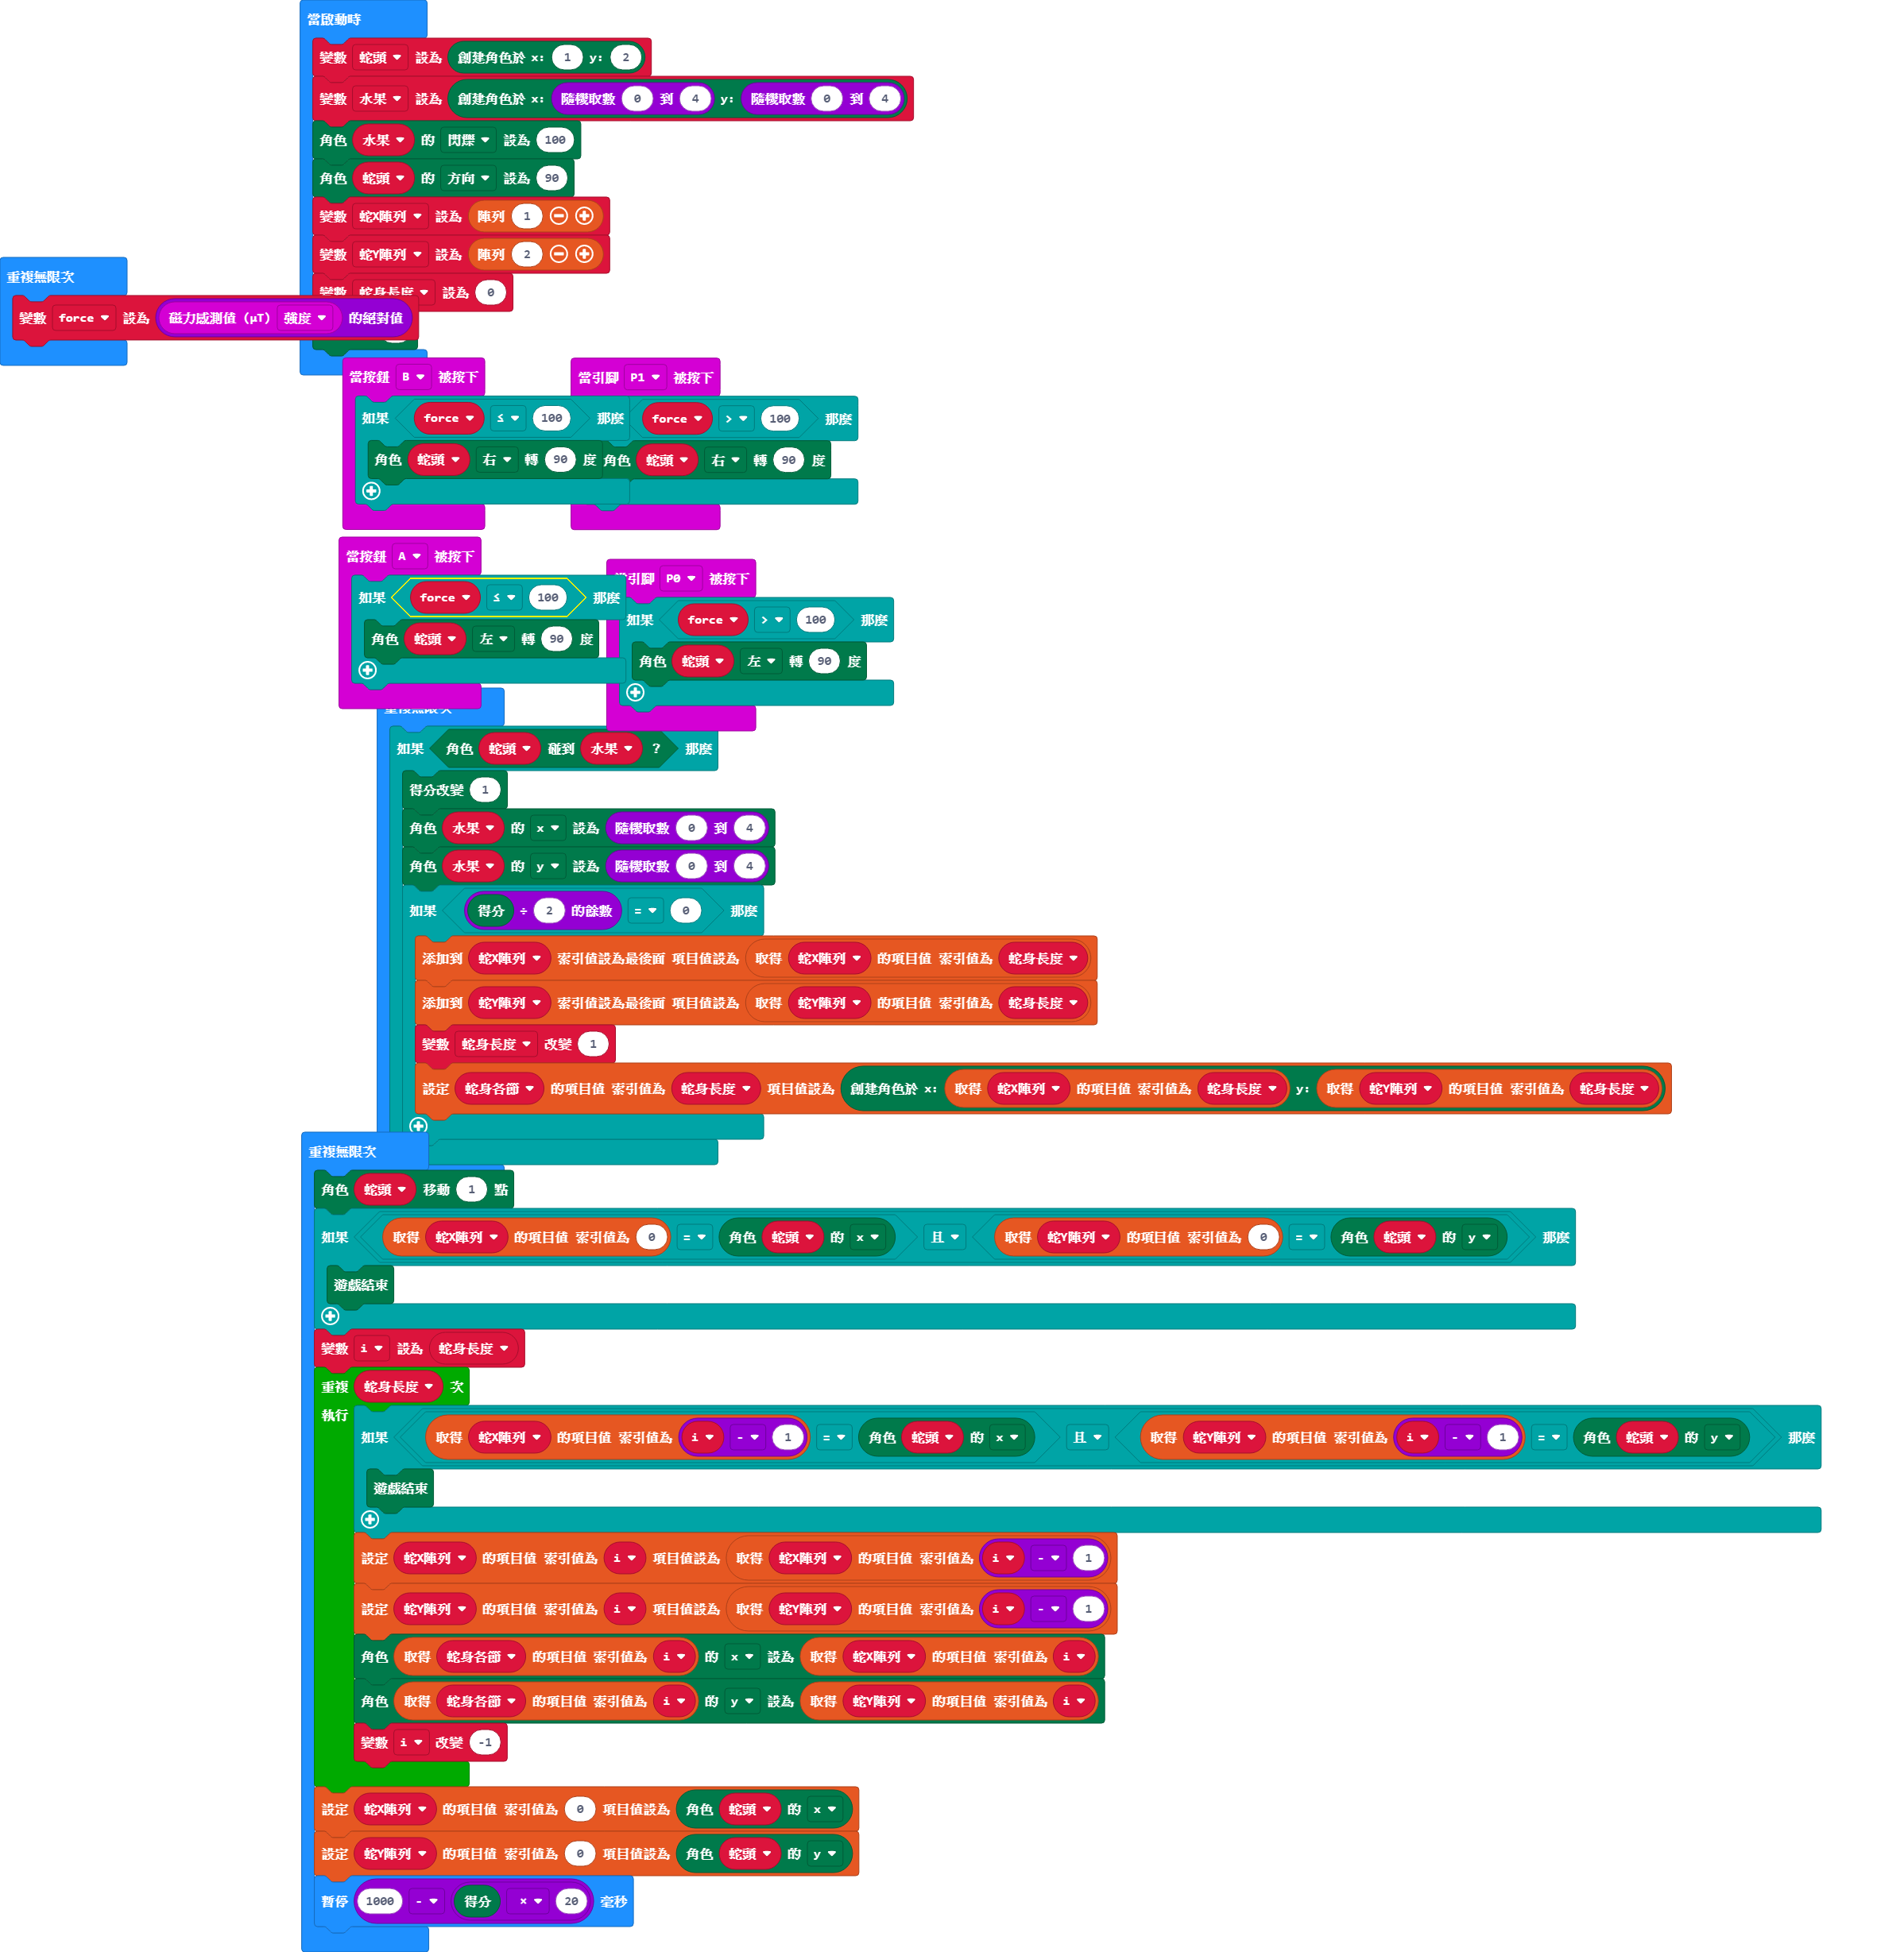 當啟動時
變數 蛇頭 設為 創建角色於 x: 1 y: 2
變數 水果 設為 創建角色於 x: 隨機取數 0 到 4 y: 隨機取數 0 到 4
角色 水果 的 閃爍 設為 100
角色 蛇頭 的 方向 設為 90
變數 蛇X陣列 設為 陣列 1
變數 蛇Y陣列 設為 陣列 2
變數 蛇身長度 設為 0
重複無限次
變數 force 設為 磁力感測值 (μT) 強度 的絕對值
當按鈕 B 被按下
如果 force ≤ 100 那麼
角色 蛇頭 右 轉 90 度
當引腳 P1 被按下
force > 100 那麼
角色 蛇頭 右 轉 90 度
當按鈕 A 被按下
如果 force ≤ 100 那麼
角色 蛇頭 左 轉 90 度
當引腳 P0 被按下
如果 force > 100 那麼
角色 蛇頭 左 轉 90 度
重複無限次
如果 角色 蛇頭 碰到 水果 ? 那麼
得分改變 1
角色 水果 的 x 設為 隨機取數 0 到 4
角色 水果 的 y 設為 隨機取數 0 到 4
如果 得分 ÷ 2 的餘數 = 0 那麼
添加到 蛇X陣列 索引值設為最後面 項目值設為 取得 蛇X陣列 的項目值 索引值為 蛇身長度
添加到 蛇Y陣列 索引值設為最後面 項目值設為 取得 蛇Y陣列 的項目值 索引值為 蛇身長度
變數 蛇身長度 改變 1
設定 蛇身各節 的項目值 索引值為 蛇身長度 項目值設為 創建角色於 x: 取得 蛇X陣列 的項目值 索引值為 蛇身長度 y: 取得 蛇Y陣列 的項目值 索引值為 蛇身長度
重複無限次
角色 蛇頭 移動 1 點
如果 取得 蛇X陣列 的項目值 索引值為 0 = 角色 蛇頭 的 x 且 取得 蛇Y陣列 的項目值 索引值為 0 = 角色 蛇頭 的 y 那麼
遊戲結束
變數 i 設為 蛇身長度
重複 蛇身長度 次
執行
如果 取得 蛇X陣列 的項目值 索引值為 i - 1 = 角色 蛇頭 的 x 且 取得 蛇Y陣列 的項目值 索引值為 i - 1 = 角色 蛇頭 的 y 那麼
遊戲結束
設定 蛇X陣列 的項目值 索引值為 i 項目值設為 取得 蛇X陣列 的項目值 索引值為 i - 1
設定 蛇Y陣列 的項目值 索引值為 i 項目值設為 取得 蛇Y陣列 的項目值 索引值為 i - 1
角色 取得 蛇身各節 的項目值 索引值為 i 的 x 設為 取得 蛇X陣列 的項目值 索引值為 i
角色 取得 蛇身各節 的項目值 索引值為 i 的 y 設為 取得 蛇Y陣列 的項目值 索引值為 i
變數 i 改變 -1
設定 蛇X陣列 的項目值 索引值為 0 項目值設為 角色 蛇頭 的 x
設定 蛇Y陣列 的項目值 索引值為 0 項目值設為 角色 蛇頭 的 y
暫停 1000 - 得分 × 20 毫秒